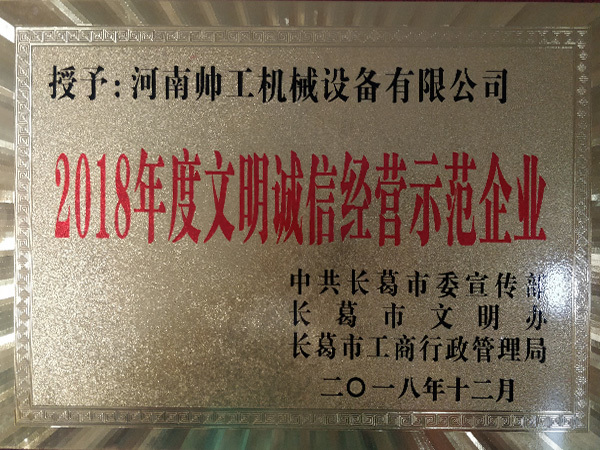 授予:河南帅工机械设备有限公司
2018年度文明诚信经营示范企业
中共长葛市委宣传部
长葛市文明办
长葛市工商行政管理局
二〇一八年十二月